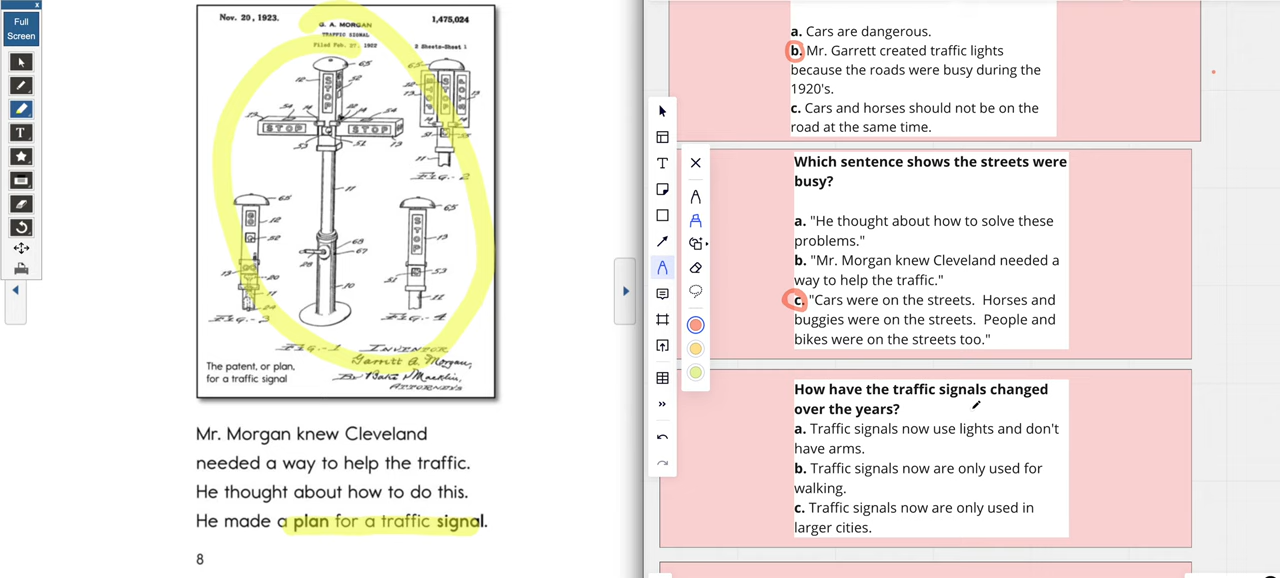 x
Full
Screen
T
Nov. 20, 1923.
1,475,024
G. A. MORGAN
TRAFFIC SIGNAL
Filed Feb. 27, 1922
2 Sheets-Sheet 1
STOP
STOP
STOP
STOP
FIG.- 2
FIG.- 3
FIG.- 4
FIG.- 1
INVENTOR
Garrett A. Morgan,
By Bates & Macklin,
ATTORNEYS
The patent, or plan,
for a traffic signal
Mr. Morgan knew Cleveland
needed a way to help the traffic.
He thought about how to do this.
He made a plan for a traffic signal.
8
a. Cars are dangerous.
b. Mr. Garrett created traffic lights
because the roads were busy during the
1920's.
c. Cars and horses should not be on the
road at the same time.
Which sentence shows the streets were
busy?
a. "He thought about how to solve these
problems."
b. "Mr. Morgan knew Cleveland needed a
way to help the traffic."
c. "Cars were on the streets. Horses and
buggies were on the streets. People and
bikes were on the streets too."
How have the traffic signals changed
over the years?
a. Traffic signals now use lights and don't
have arms.
b. Traffic signals now are only used for
walking.
c. Traffic signals now are only used in
larger cities.